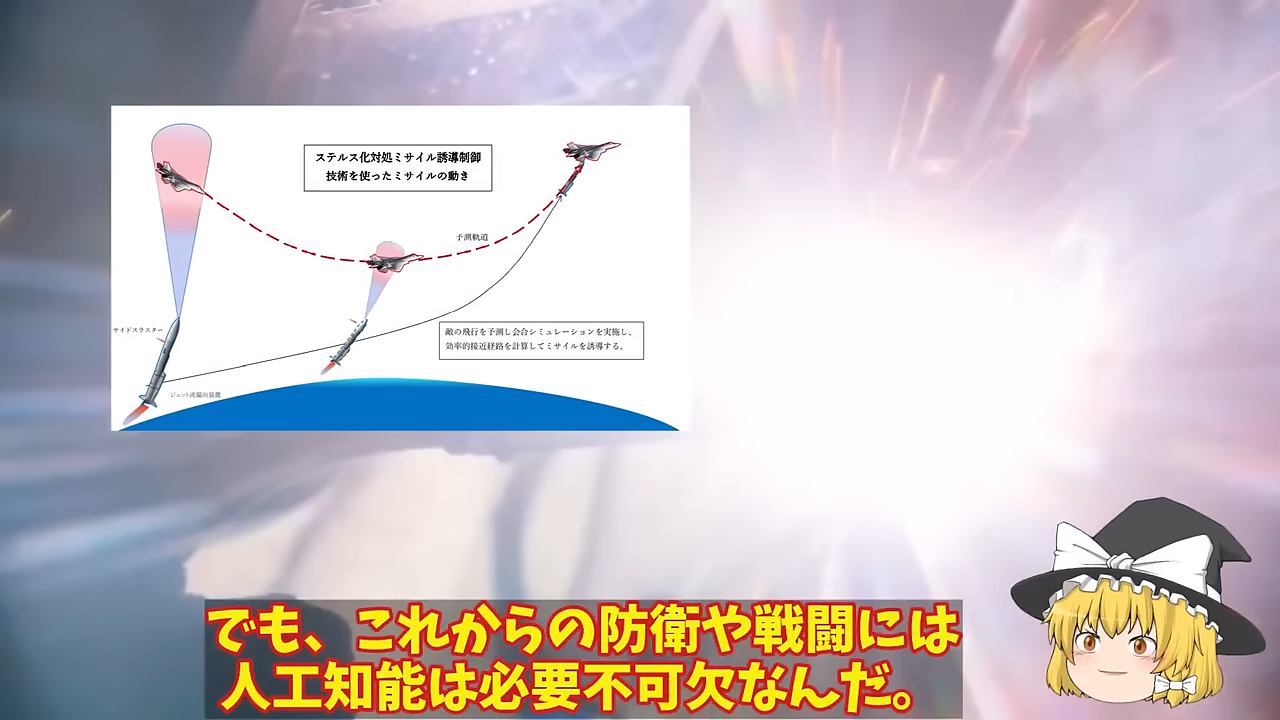 ステルス化対処ミサイル誘導制御
技術を使ったミサイルの動き
予測軌道
サイドスラスター
敵の飛行を予測し会合シミュレーションを実施し、
効率的接近経路を計算してミサイルを誘導する。
ジェット流偏向装置
でも、これからの防衛や戦闘には
人工知能は必要不可欠なんだ。